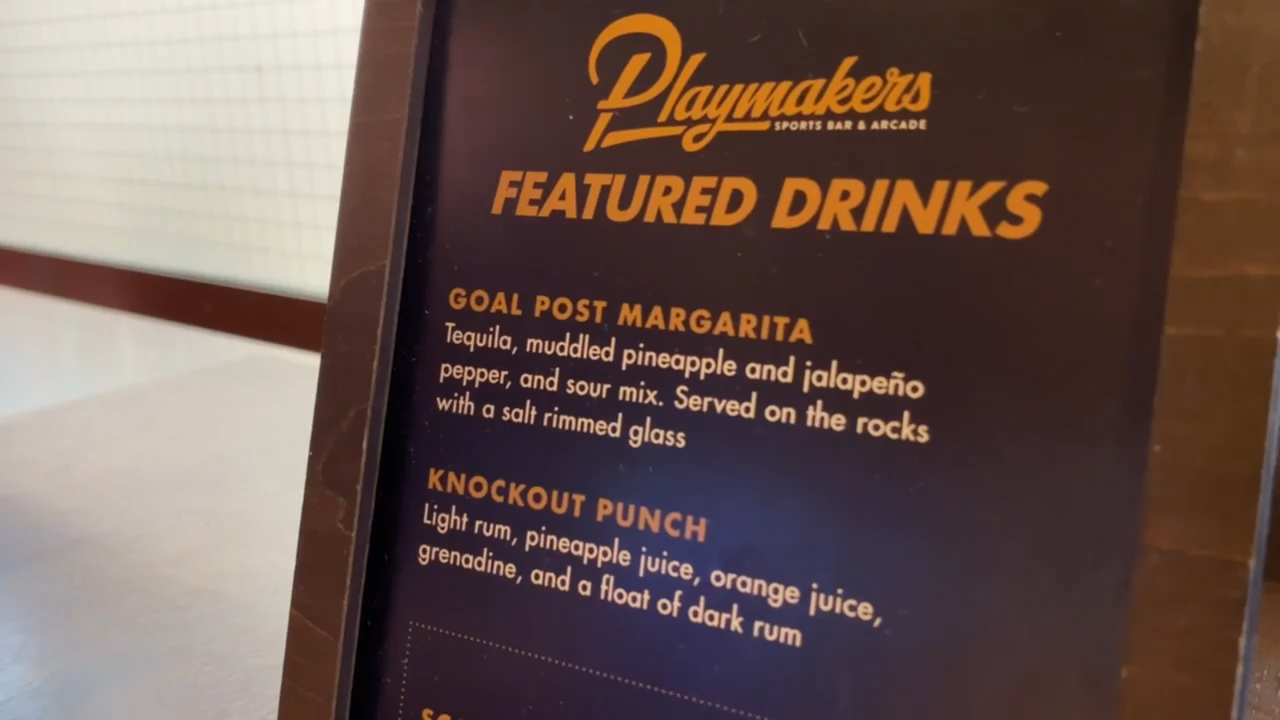 Playmakers
SPORTS BAR & ARCADE
FEATURED DRINKS
GOAL POST MARGARITA
Tequila, muddled pineapple and jalapeño
pepper, and sour mix. Served on the rocks
with a salt rimmed glass
KNOCKOUT PUNCH
Light rum, pineapple juice, orange juice,
grenadine, and a float of dark rum